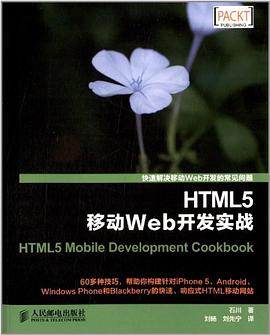 [PACKT]
PUBLISHING
快速解决移动Web开发的常见问题
HTML5
移动Web开发实战
HTML5 Mobile Development Cookbook
60多种技巧，帮助你构建针对iPhone 5、Android、
Windows Phone和Blackberry的快速、响应式HTML移动网站
石川 著
刘旸 刘先宁 译
人民邮电出版社
POSTS & TELECOM PRESS